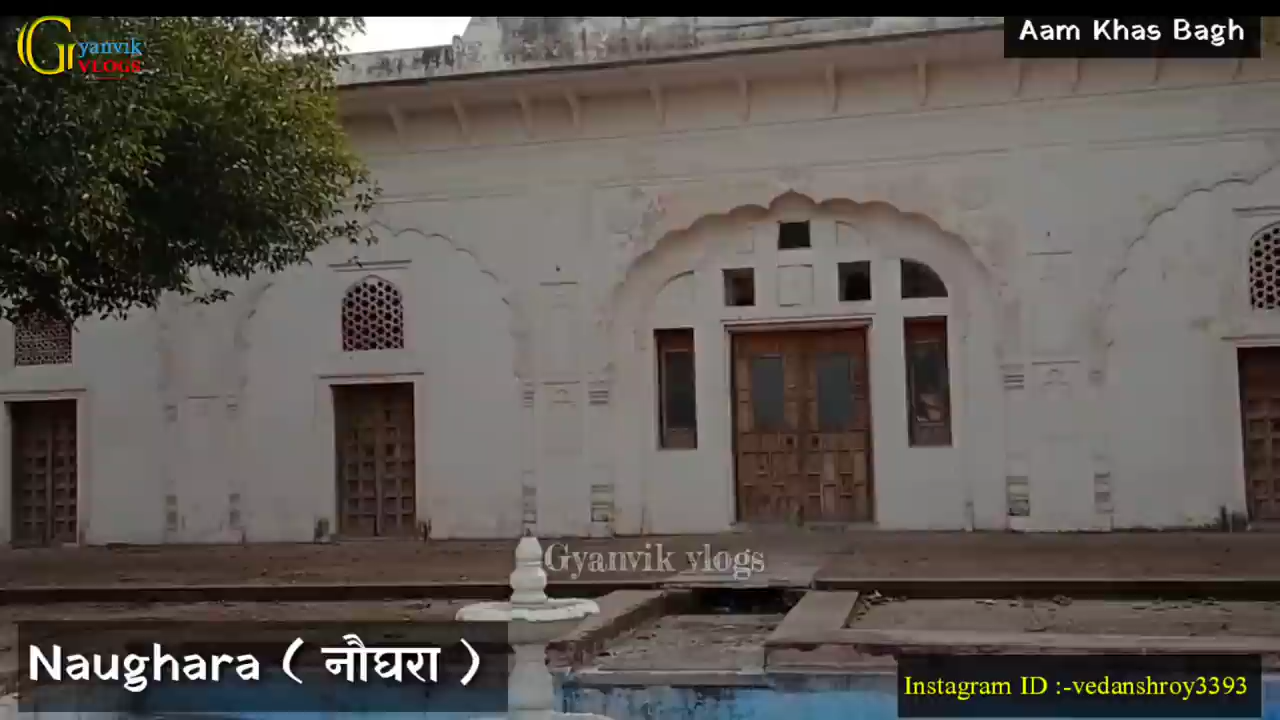 Gyanvik
VLOGS
Aam Khas Bagh
Gyanvik vlogs
Naughara ( नौघरा )
Instagram ID :-vedanshroy3393